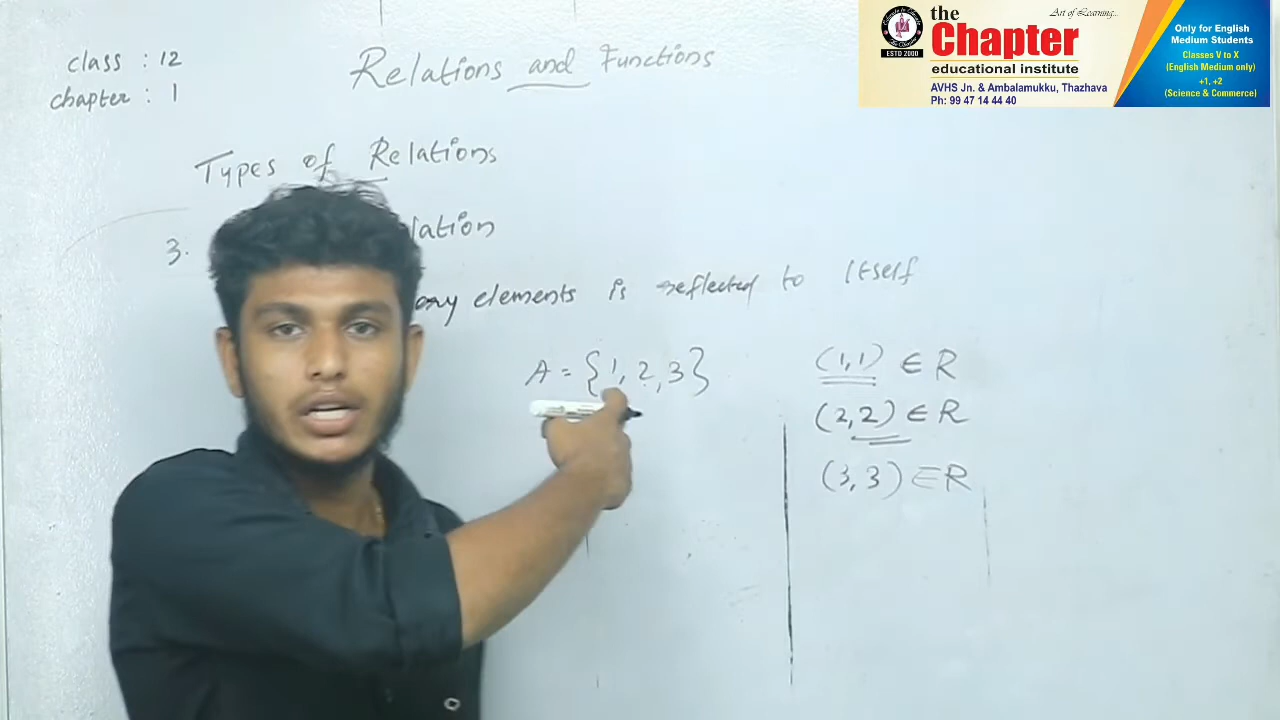 class : 12
chapter : 1
Relations and Functions
Types of Relations
3.
lation
ery elements is reflected to itself
A = {1, 2, 3}
(1,1) ∈ R
(2,2) ∈ R
(3,3) ∈ R
the
Art of Learning...
Chapter
ESTD 2000
educational institute
AVHS Jn. & Ambalamukku, Thazhava
Ph: 99 47 14 44 40
Only for English
Medium Students
Classes V to X
(English Medium only)
+1, +2
(Science & Commerce)